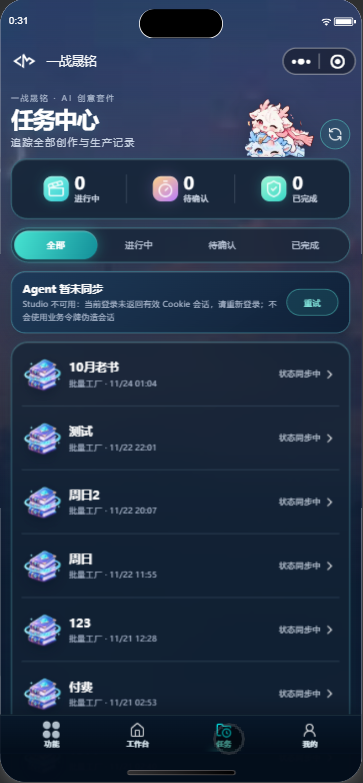 0:31
一战晟铭
一战晟铭 · AI 创意套件
任务中心
追踪全部创作与生产记录
0 进行中
0 待确认
0 已完成
全部 进行中 待确认 已完成
Agent 暂未同步
Studio 不可用：当前登录未返回有效 Cookie 会话，请重新登录；不
会使用业务令牌伪造会话
重试
10月老书
批量工厂 · 11/24 01:04
状态同步中
测试
批量工厂 · 11/22 22:01
状态同步中
周日2
批量工厂 · 11/22 20:07
状态同步中
周日
批量工厂 · 11/22 11:55
状态同步中
123
批量工厂 · 11/21 12:28
状态同步中
付费
批量工厂 · 11/21 02:53
状态同步中
功能 工作台 任务 我的